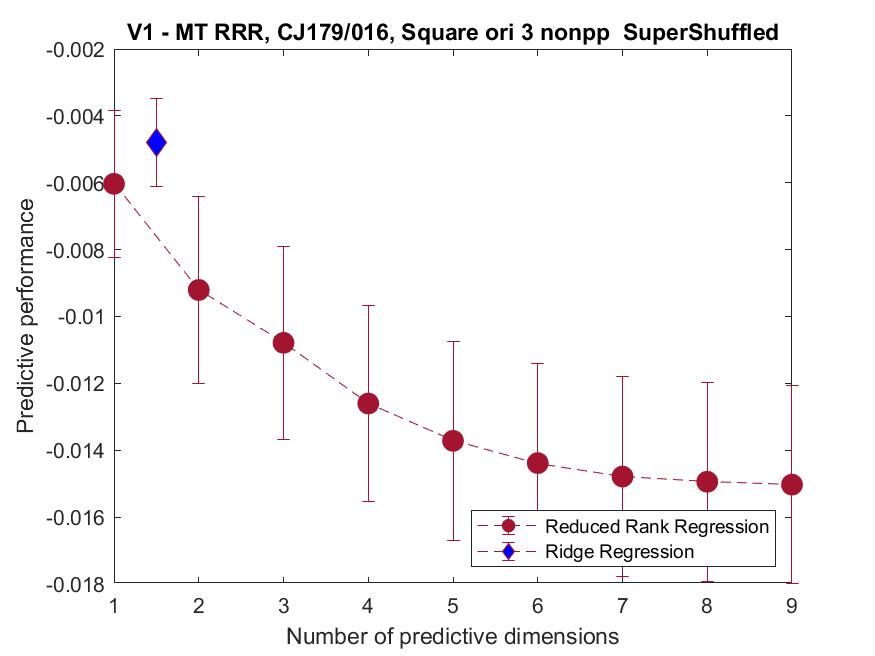 V1 - MT RRR, CJ179/016, Square ori 3 nonpp  SuperShuffled
-0.002
-0.004
-0.006
-0.008
-0.01
-0.012
-0.014
-0.016
-0.018
Predictive performance
Reduced Rank Regression
Ridge Regression
1 2 3 4 5 6 7 8 9
Number of predictive dimensions